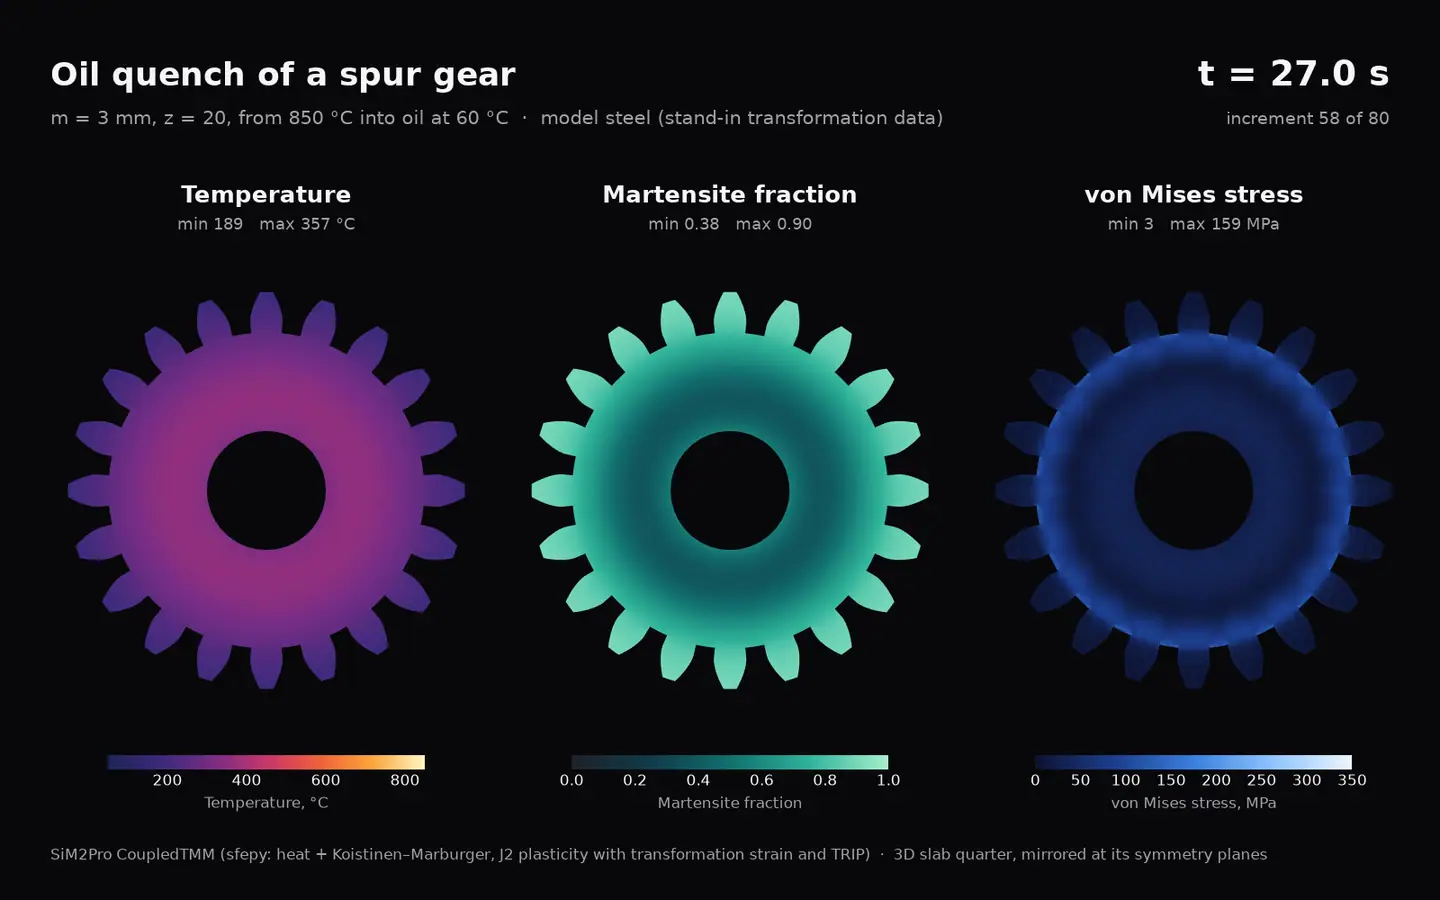 Oil quench of a spur gear
t = 27.0 s
m = 3 mm, z = 20, from 850 °C into oil at 60 °C · model steel (stand-in transformation data)
increment 58 of 80
Temperature
min 189 max 357 °C
Martensite fraction
min 0.38 max 0.90
von Mises stress
min 3 max 159 MPa
200 400 600 800
Temperature, °C
0.0 0.2 0.4 0.6 0.8 1.0
Martensite fraction
0 50 100 150 200 250 300 350
von Mises stress, MPa
SiM2Pro CoupledTMM (sfepy: heat + Koistinen–Marburger, J2 plasticity with transformation strain and TRIP) · 3D slab quarter, mirrored at its symmetry planes